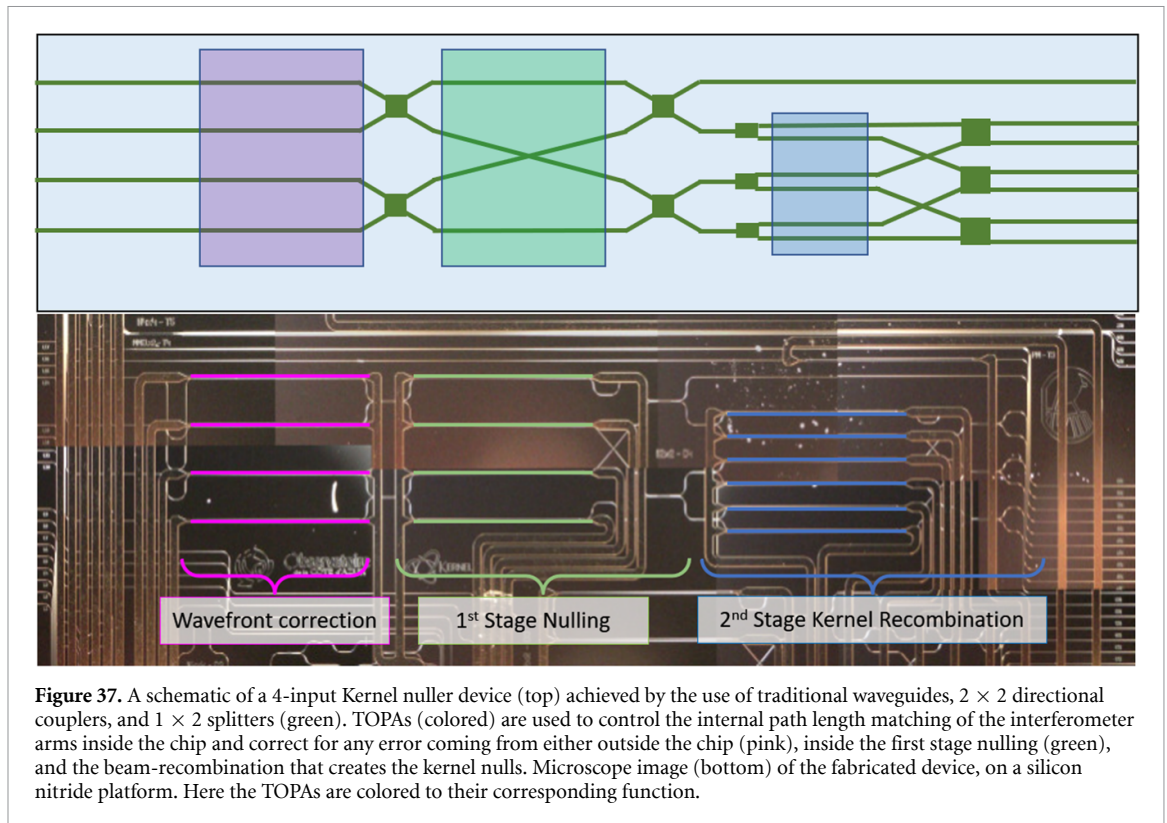 Wavefront correction
1st Stage Nulling
2nd Stage Kernel Recombination
KERNEL
Figure 37. A schematic of a 4-input Kernel nuller device (top) achieved by the use of traditional waveguides, 2 × 2 directional
couplers, and 1 × 2 splitters (green). TOPAs (colored) are used to control the internal path length matching of the interferometer
arms inside the chip and correct for any error coming from either outside the chip (pink), inside the first stage nulling (green),
and the beam-recombination that creates the kernel nulls. Microscope image (bottom) of the fabricated device, on a silicon
nitride platform. Here the TOPAs are colored to their corresponding function.